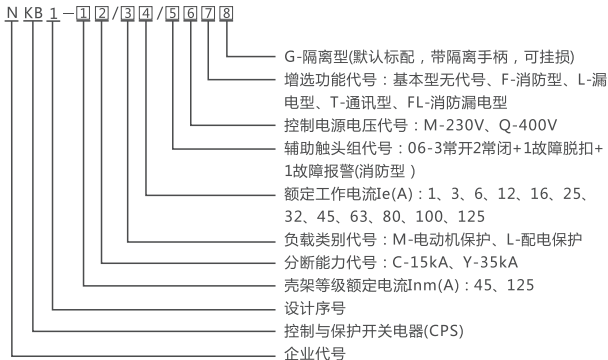 N KB 1-1 2/3 4/5 6 7 8
G-隔离型(默认标配，带隔离手柄，可挂损)
增选功能代号：基本型无代号、F-消防型、L-漏
电型、T-通讯型、FL-消防漏电型
控制电源电压代号：M-230V、Q-400V
辅助触头组代号：06-3常开2常闭+1故障脱扣+
1故障报警(消防型）
额定工作电流Ie(A)：1、3、6、12、16、25、
32、45、63、80、100、125
负载类别代号：M-电动机保护、L-配电保护
分断能力代号：C-15kA、Y-35kA
壳架等级额定电流Inm(A)：45、125
设计序号
控制与保护开关电器(CPS)
企业代号